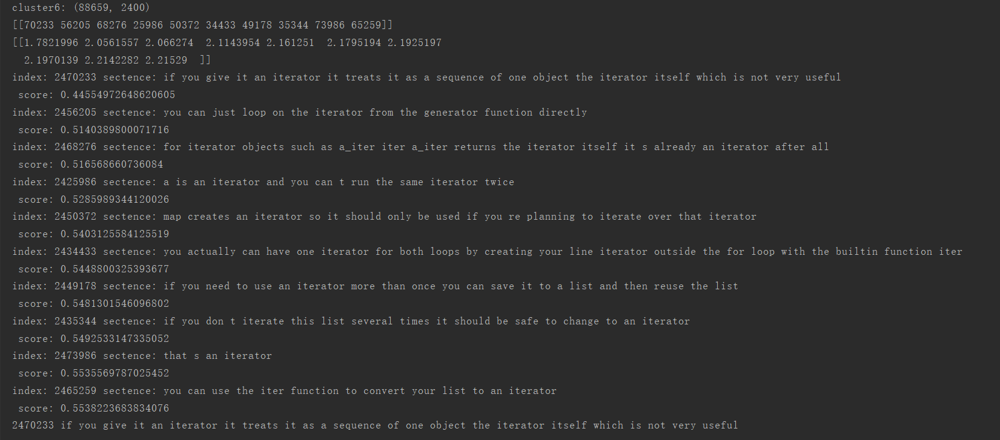 cluster6: (88659, 2400)
[[70233 56205 68276 25986 50372 34433 49178 35344 73986 65259]]
[[1.7821996 2.0561557 2.066274  2.1143954 2.161251  2.1795194 2.1925197
  2.1970139 2.2142282 2.21529  ]]
index: 2470233 sectence: if you give it an iterator it treats it as a sequence of one object the iterator itself which is not very useful
 score: 0.44554972648620605
index: 2456205 sectence: you can just loop on the iterator from the generator function directly
 score: 0.5140389800071716
index: 2468276 sectence: for iterator objects such as a_iter iter a_iter returns the iterator itself it s already an iterator after all
 score: 0.516568660736084
index: 2425986 sectence: a is an iterator and you can t run the same iterator twice
 score: 0.5285989344120026
index: 2450372 sectence: map creates an iterator so it should only be used if you re planning to iterate over that iterator
 score: 0.5403125584125519
index: 2434433 sectence: you actually can have one iterator for both loops by creating your line iterator outside the for loop with the builtin function iter
 score: 0.5448800325393677
index: 2449178 sectence: if you need to use an iterator more than once you can save it to a list and then reuse the list
 score: 0.5481301546096802
index: 2435344 sectence: if you don t iterate this list several times it should be safe to change to an iterator
 score: 0.5492533147335052
index: 2473986 sectence: that s an iterator
 score: 0.5535569787025452
index: 2465259 sectence: you can use the iter function to convert your list to an iterator
 score: 0.5538223683834076
2470233 if you give it an iterator it treats it as a sequence of one object the iterator itself which is not very useful